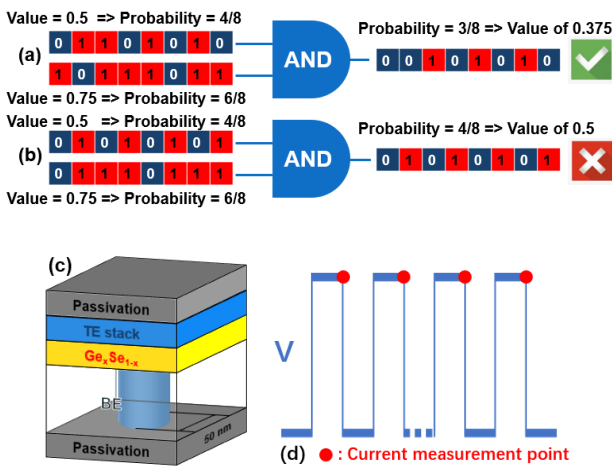 Value = 0.5 => Probability = 4/8
Probability = 3/8 => Value of 0.375
(a)
0 1 1 0 1 0 1 0
AND
0 0 1 0 1 0 1 0
1 0 1 1 1 0 1 1
Value = 0.75 => Probability = 6/8
Value = 0.5 => Probability = 4/8
Probability = 4/8 => Value of 0.5
(b)
0 1 0 1 0 1 0 1
AND
0 1 0 1 0 1 0 1
0 1 1 1 0 1 1 1
Value = 0.75 => Probability = 6/8
(c)
Passivation
TE stack
GexSe1-x
BE
50 nm
Passivation
V
(d)
: Current measurement point